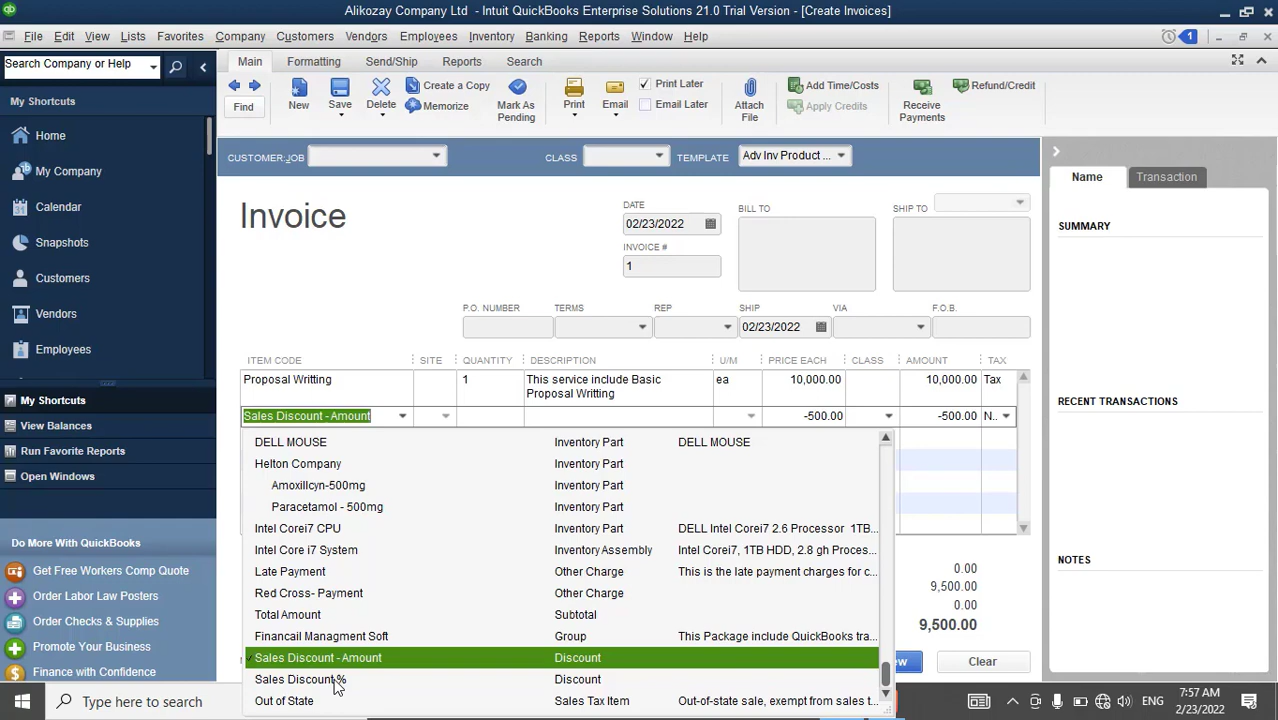 Alikozay Company Ltd - Intuit QuickBooks Enterprise Solutions 21.0 Trial Version - [Create Invoices]
File Edit View Lists Favorites Company Customers Vendors Employees Inventory Banking Reports Window Help
1
Search Company or Help
My Shortcuts
Home
My Company
Calendar
Snapshots
Customers
Vendors
Employees
My Shortcuts
View Balances
Run Favorite Reports
Open Windows
Do More With QuickBooks
Get Free Workers Comp Quote
Order Labor Law Posters
Order Checks & Supplies
Promote Your Business
Finance with Confidence
Main Formatting Send/Ship Reports Search
Find
New
Save
Delete
Create a Copy
Memorize
Mark As
Pending
Print
Email
Print Later
Email Later
Attach
File
Add Time/Costs
Apply Credits
Receive
Payments
Refund/Credit
CUSTOMER:JOB CLASS TEMPLATE Adv Inv Product ...
Invoice
DATE
02/23/2022
INVOICE #
1
BILL TO
SHIP TO
P.O. NUMBER TERMS REP SHIP VIA F.O.B.
02/23/2022
ITEM CODE SITE QUANTITY DESCRIPTION U/M PRICE EACH CLASS AMOUNT TAX
Proposal Writting 1 This service include Basic ea 10,000.00 10,000.00 Tax
Proposal Writting
Sales Discount - Amount -500.00 -500.00 N..
DELL MOUSE Inventory Part DELL MOUSE
Helton Company Inventory Part
Amoxillcyn-500mg Inventory Part
Paracetamol - 500mg Inventory Part
Intel Corei7 CPU Inventory Part DELL Intel Corei7 2.6 Processor 1TB...
Intel Core i7 System Inventory Assembly Intel Corei7, 1TB HDD, 2.8 gh Proces...
Late Payment Other Charge This is the late payment charges for c...
Red Cross- Payment Other Charge
Total Amount Subtotal
Financail Managment Soft Group This Package include QuickBooks tra...
Sales Discount - Amount Discount
Sales Discount % Discount
Out of State Sales Tax Item Out-of-state sale, exempt from sales t...
0.00
9,500.00
0.00
9,500.00
Clear
Name Transaction
SUMMARY
RECENT TRANSACTIONS
NOTES
Type here to search
ENG
7:57 AM
2/23/2022